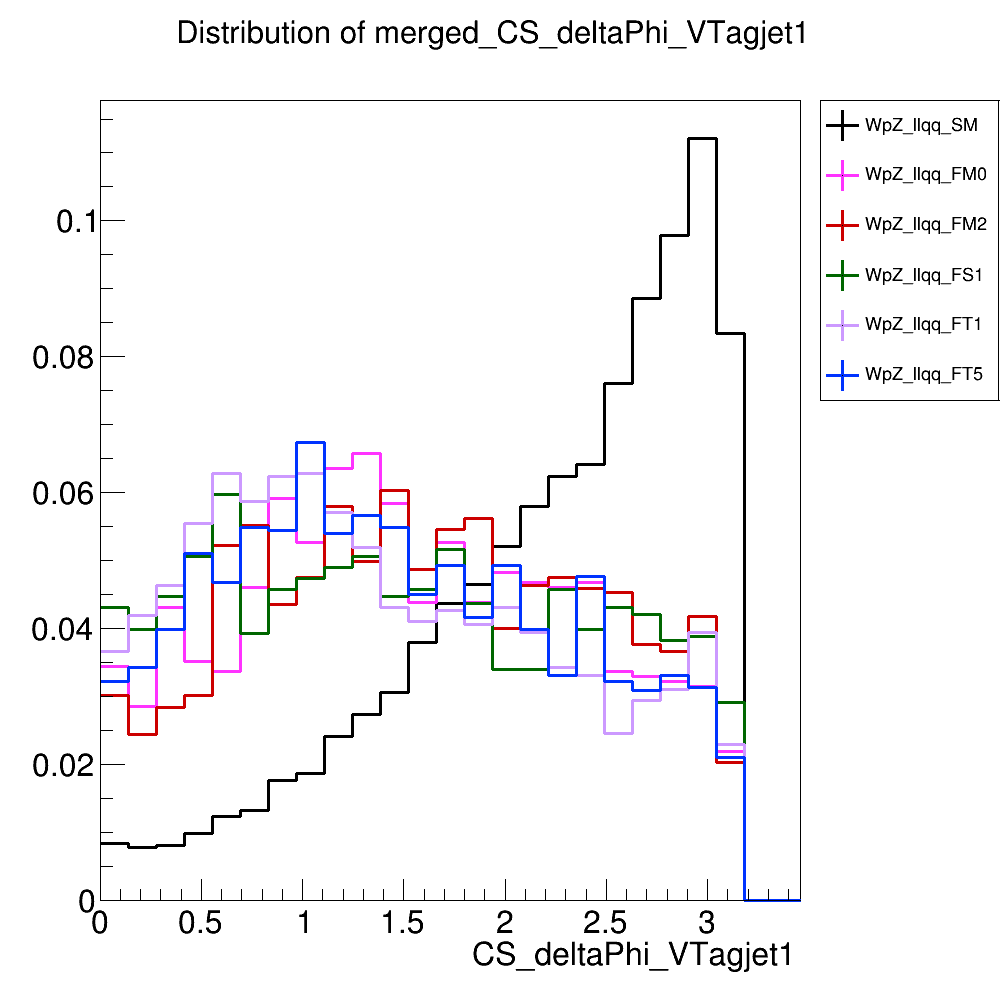 Distribution of merged_CS_deltaPhi_VTagjet1
WpZ_llqq_SM
WpZ_llqq_FM0
WpZ_llqq_FM2
WpZ_llqq_FS1
WpZ_llqq_FT1
WpZ_llqq_FT5
0.1
0.08
0.06
0.04
0.02
0
0 0.5 1 1.5 2 2.5 3
CS_deltaPhi_VTagjet1